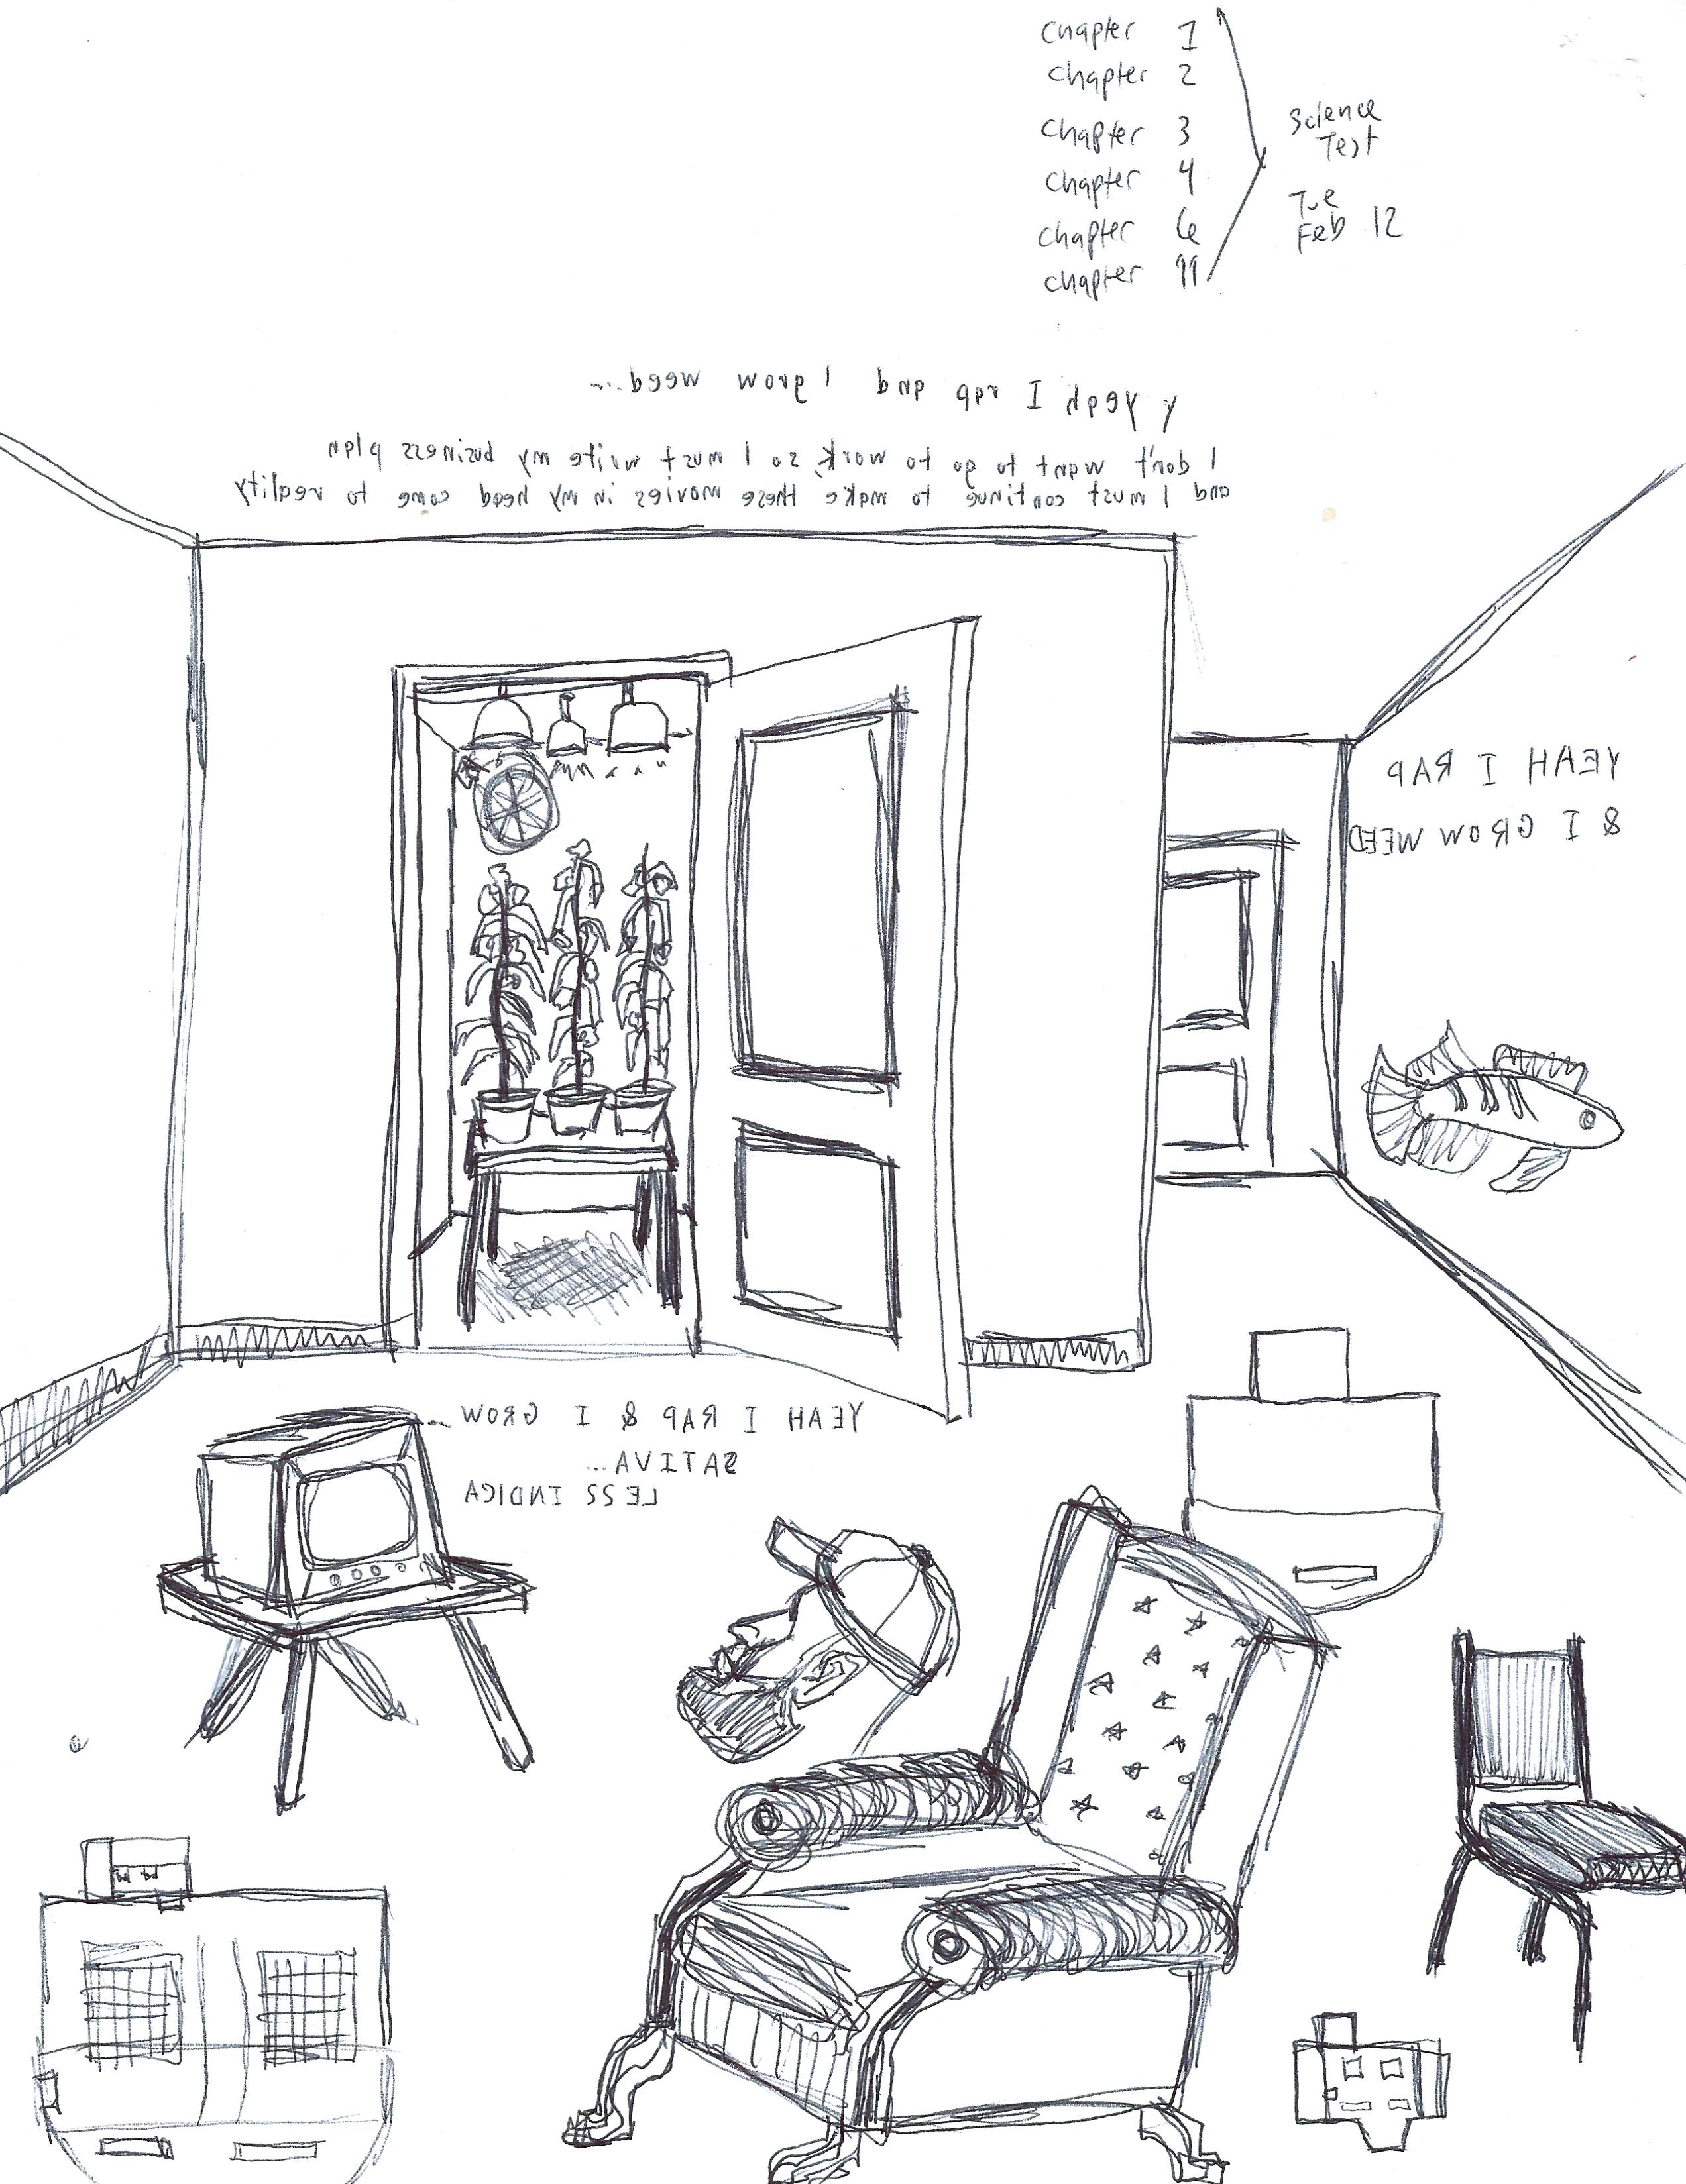 Chapter 1
Chapter 2
Chapter 3
Chapter 4
Chapter 6
Chapter 11
Science
Test
Tue
Feb 12
y yeah I rap and I grow weed...
I don't want to go to work, so I must write my business plan
and I must continue to make these movies in my head come to reality
YEAH I RAP
& I GROW WEED
YEAH I RAP & I GROW
SATIVA...
LESS INDICA